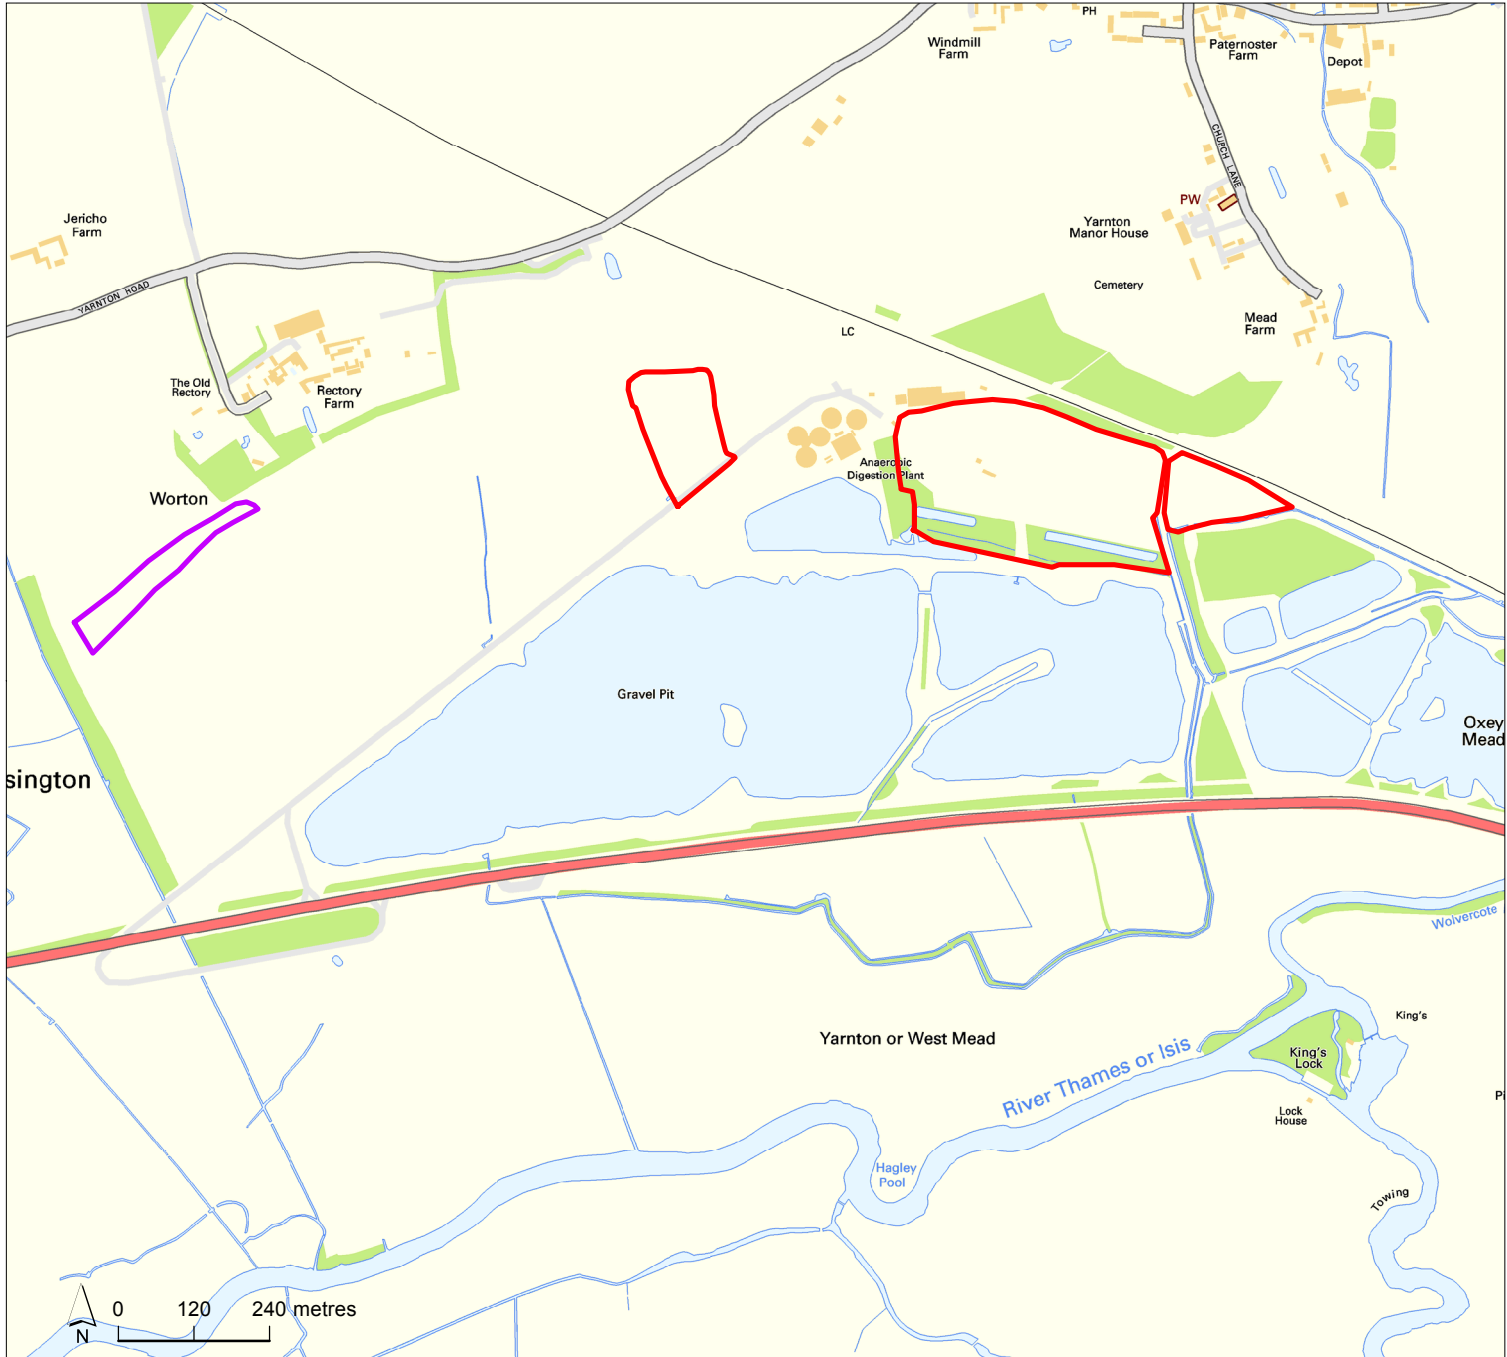 PH
Windmill
Farm
Paternoster
Farm
Depot
CHURCH LANE
PW
Jericho
Farm
Yarnton
Manor House
Cemetery
YARNTON ROAD
Mead
Farm
LC
The Old
Rectory
Rectory
Farm
Anaerobic
Digestion Plant
Worton
Gravel Pit
Oxey
Mead
sington
Wolvercote
King's
Yarnton or West Mead
River Thames or Isis
King's
Lock
Pi
Lock
House
Hagley
Pool
Towing
0 120 240 metres
N